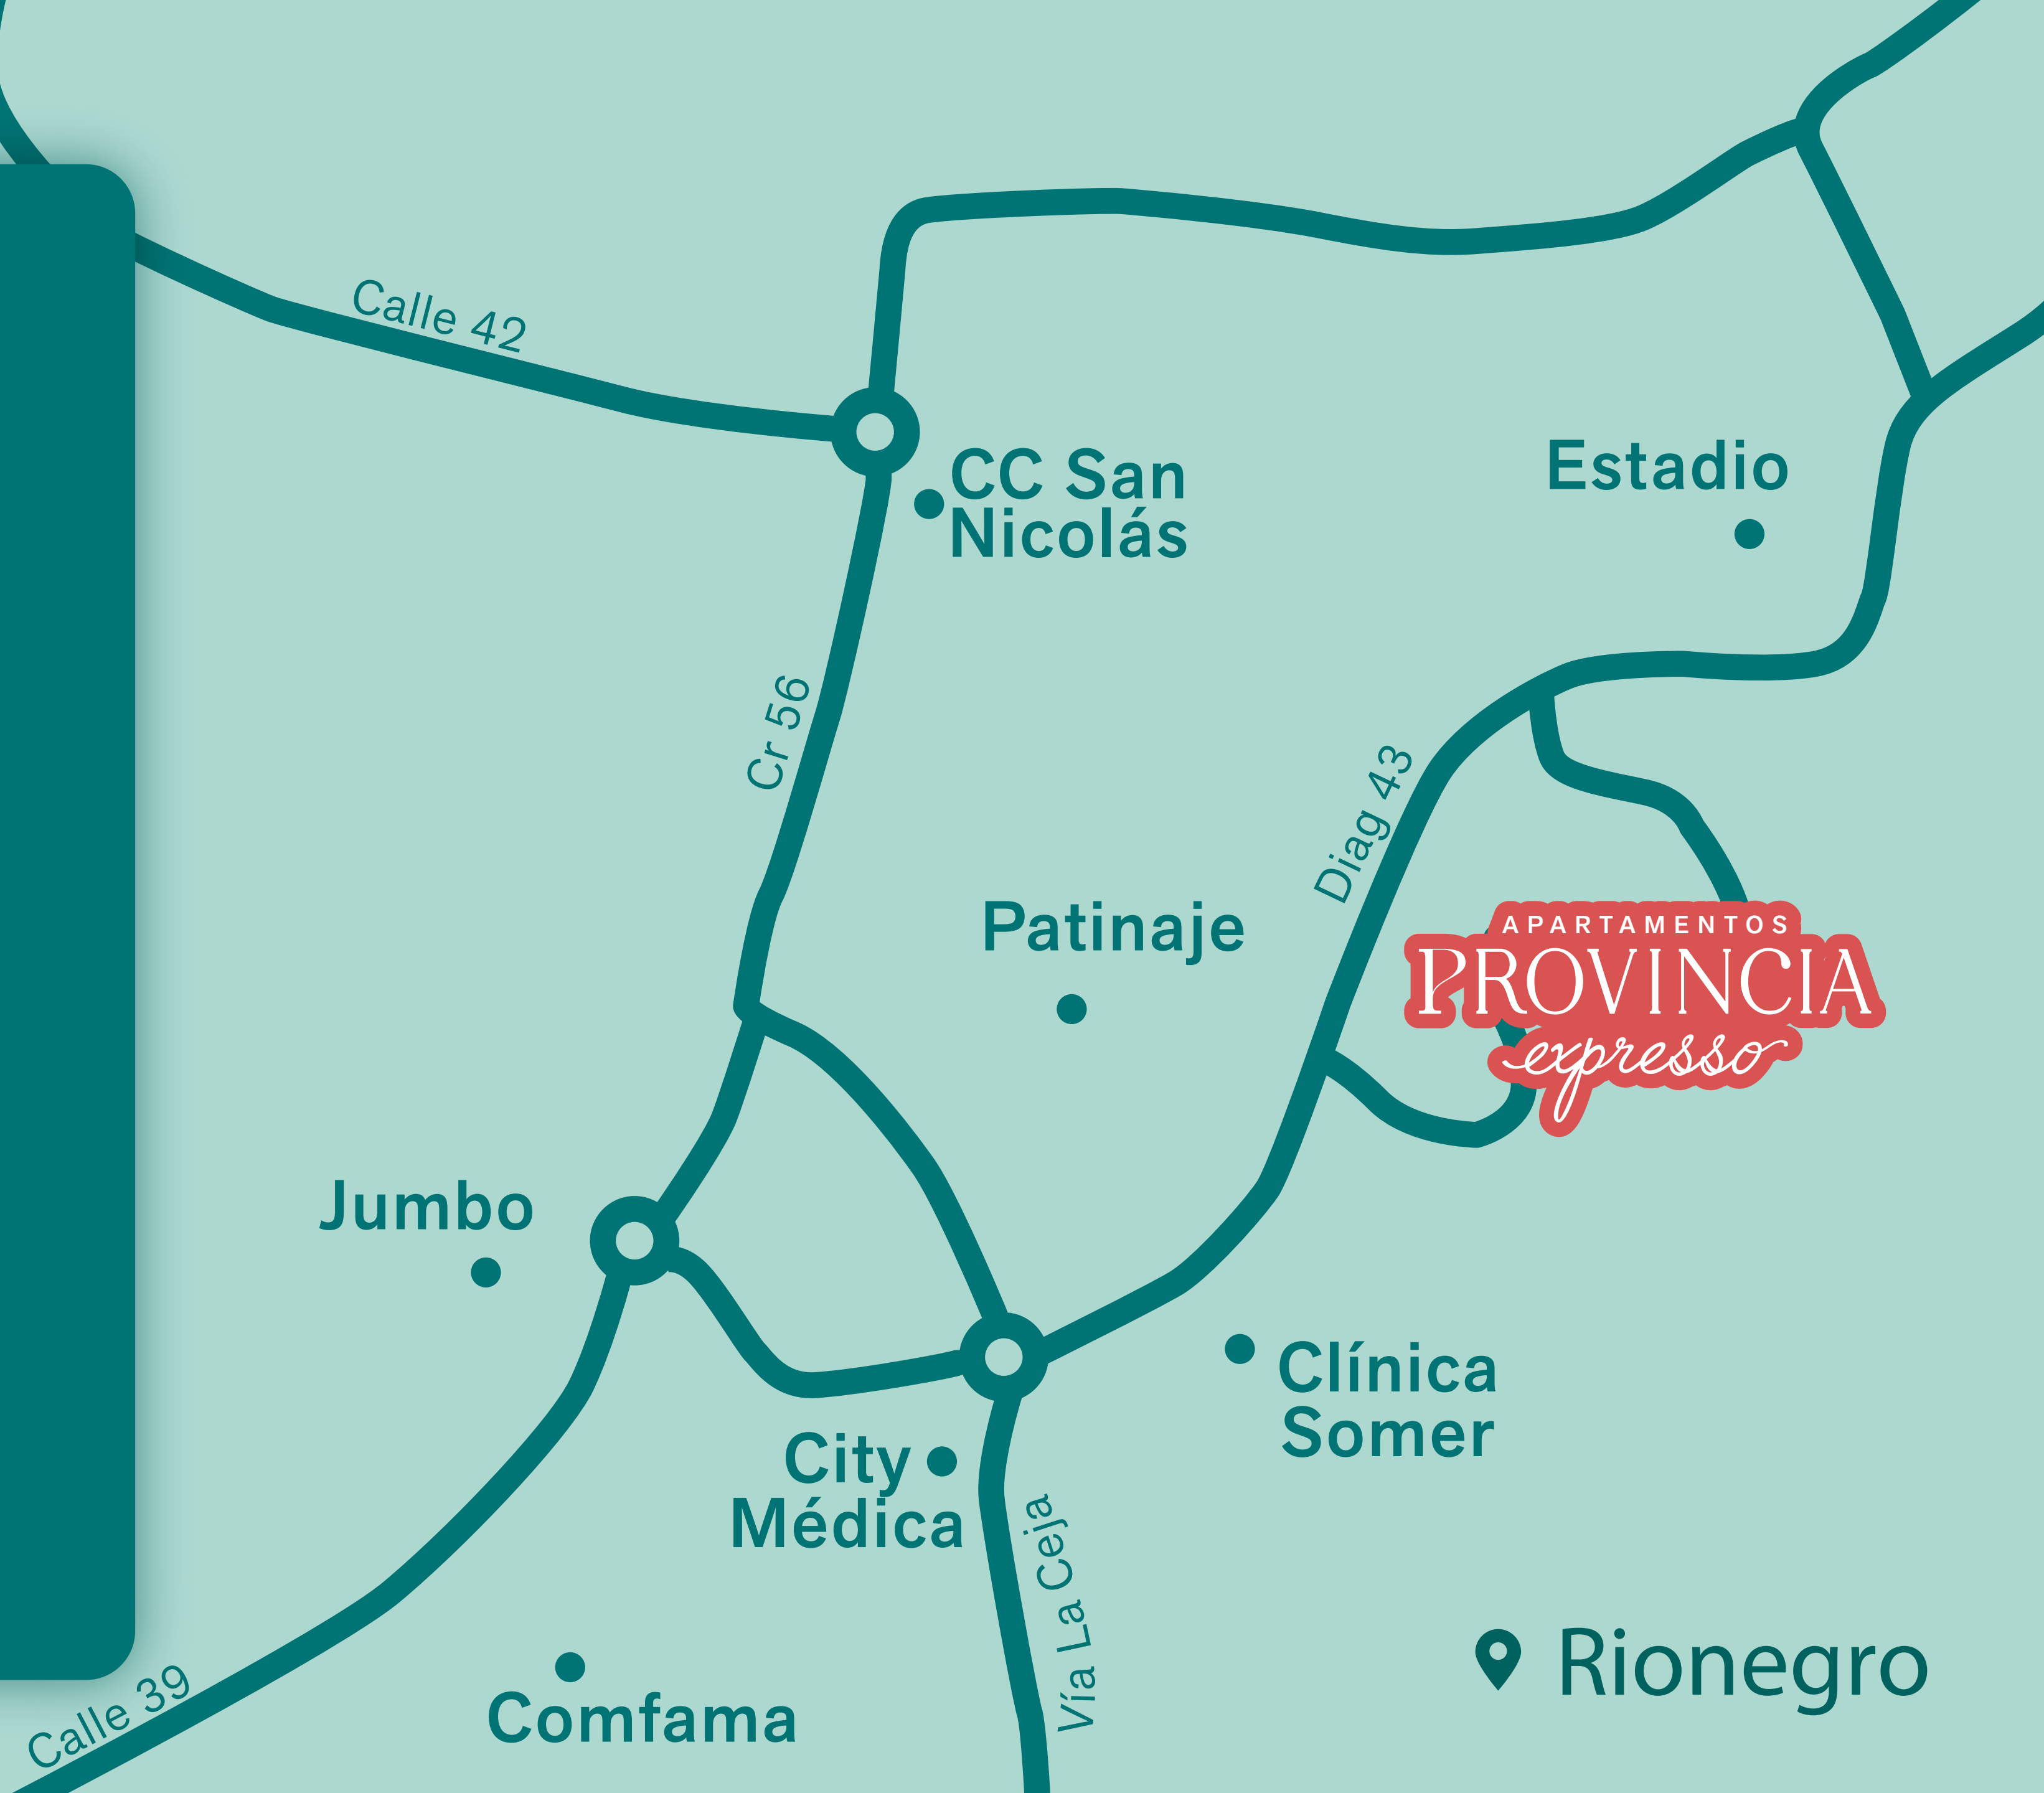 Calle 42
CC San
Nicolás
Estadio
Cr 56
Diag 43
Patinaje
APARTAMENTOS
PROVINCIA
expresso
Jumbo
Clínica
Somer
City
Médica
Vía La Ceja
Calle 39
Comfama
Rionegro